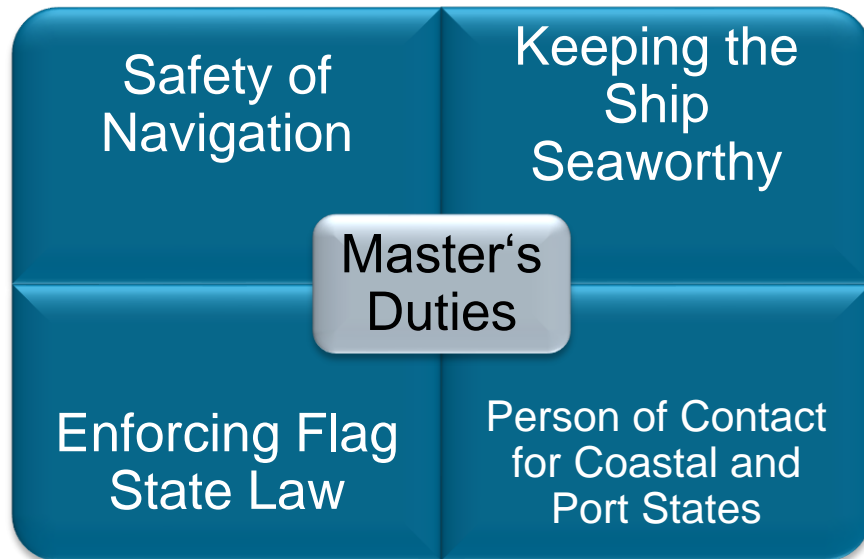 Safety of
Navigation
Keeping the
Ship
Seaworthy
Master‘s
Duties
Enforcing Flag
State Law
Person of Contact
for Coastal and
Port States